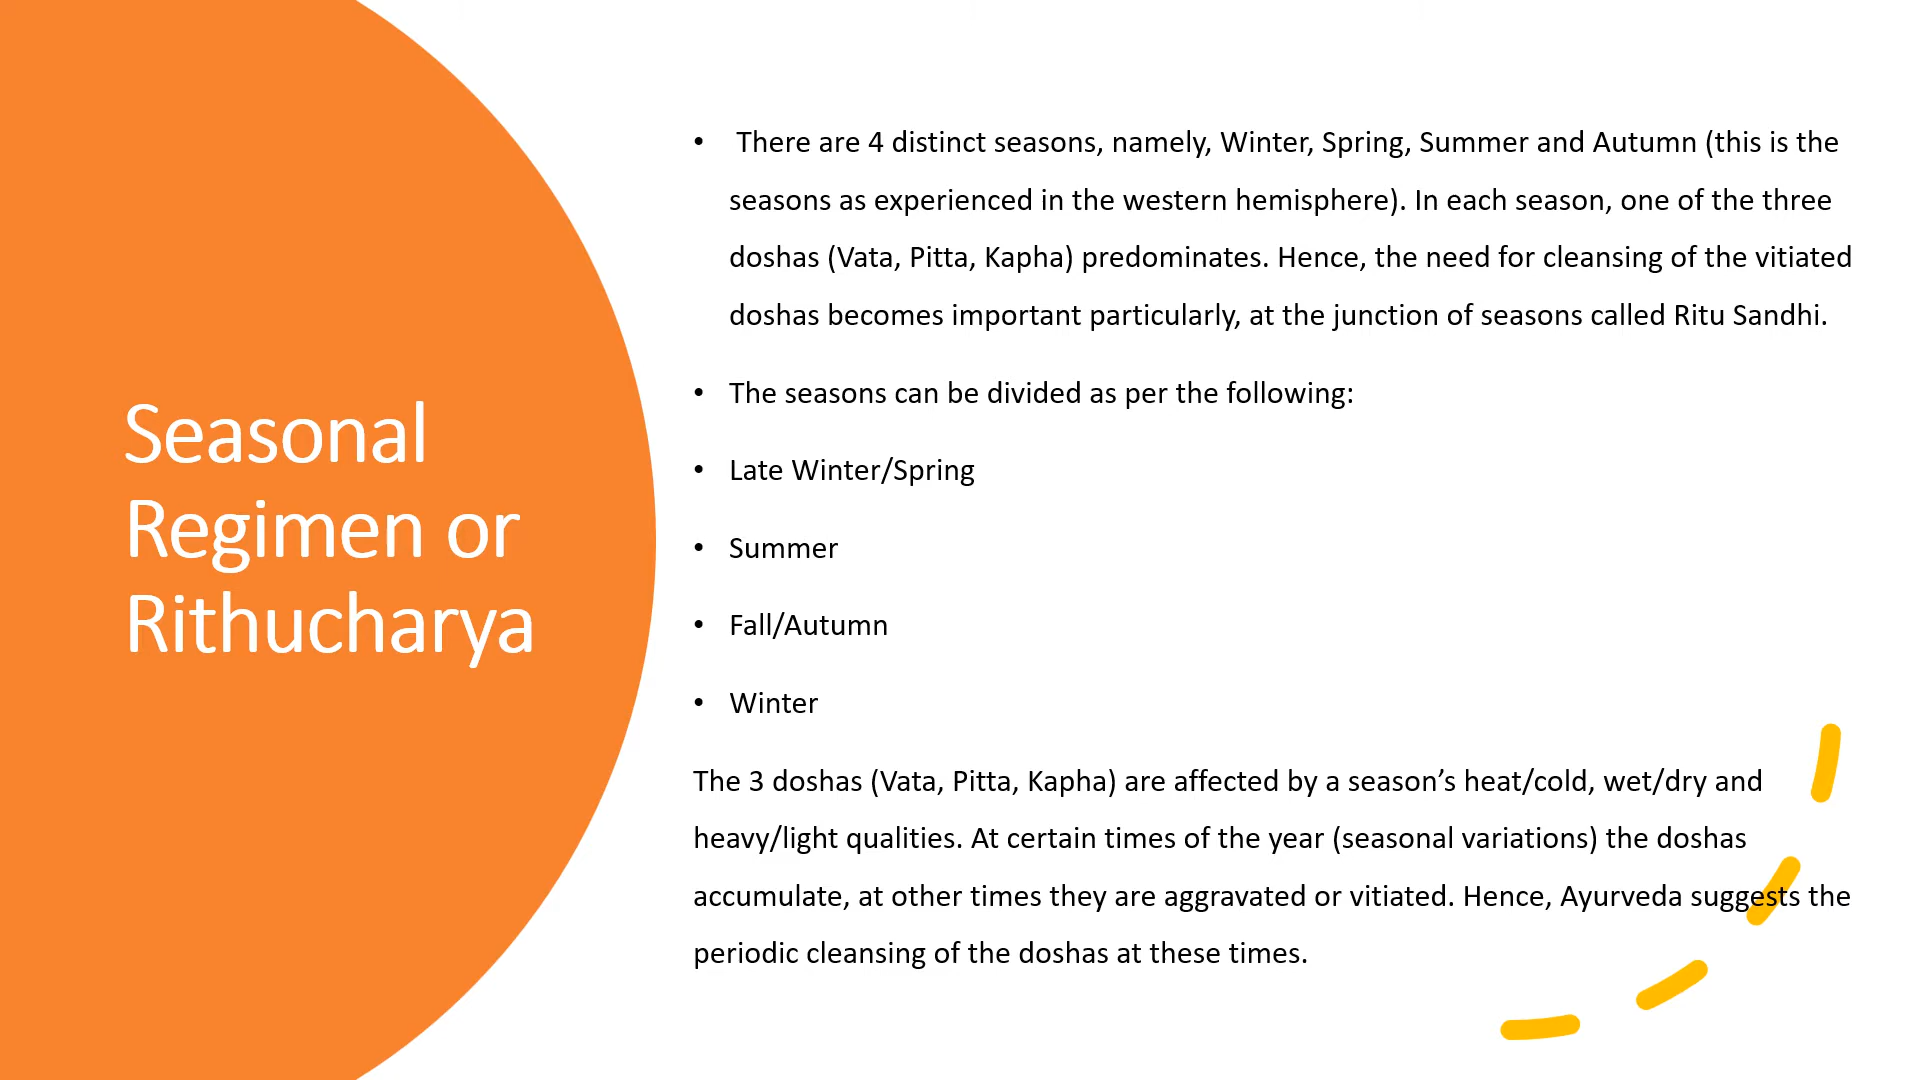 Seasonal
Regimen or
Rithucharya
• There are 4 distinct seasons, namely, Winter, Spring, Summer and Autumn (this is the
seasons as experienced in the western hemisphere). In each season, one of the three
doshas (Vata, Pitta, Kapha) predominates. Hence, the need for cleansing of the vitiated
doshas becomes important particularly, at the junction of seasons called Ritu Sandhi.
• The seasons can be divided as per the following:
• Late Winter/Spring
• Summer
• Fall/Autumn
• Winter
The 3 doshas (Vata, Pitta, Kapha) are affected by a season’s heat/cold, wet/dry and
heavy/light qualities. At certain times of the year (seasonal variations) the doshas
accumulate, at other times they are aggravated or vitiated. Hence, Ayurveda suggests the
periodic cleansing of the doshas at these times.